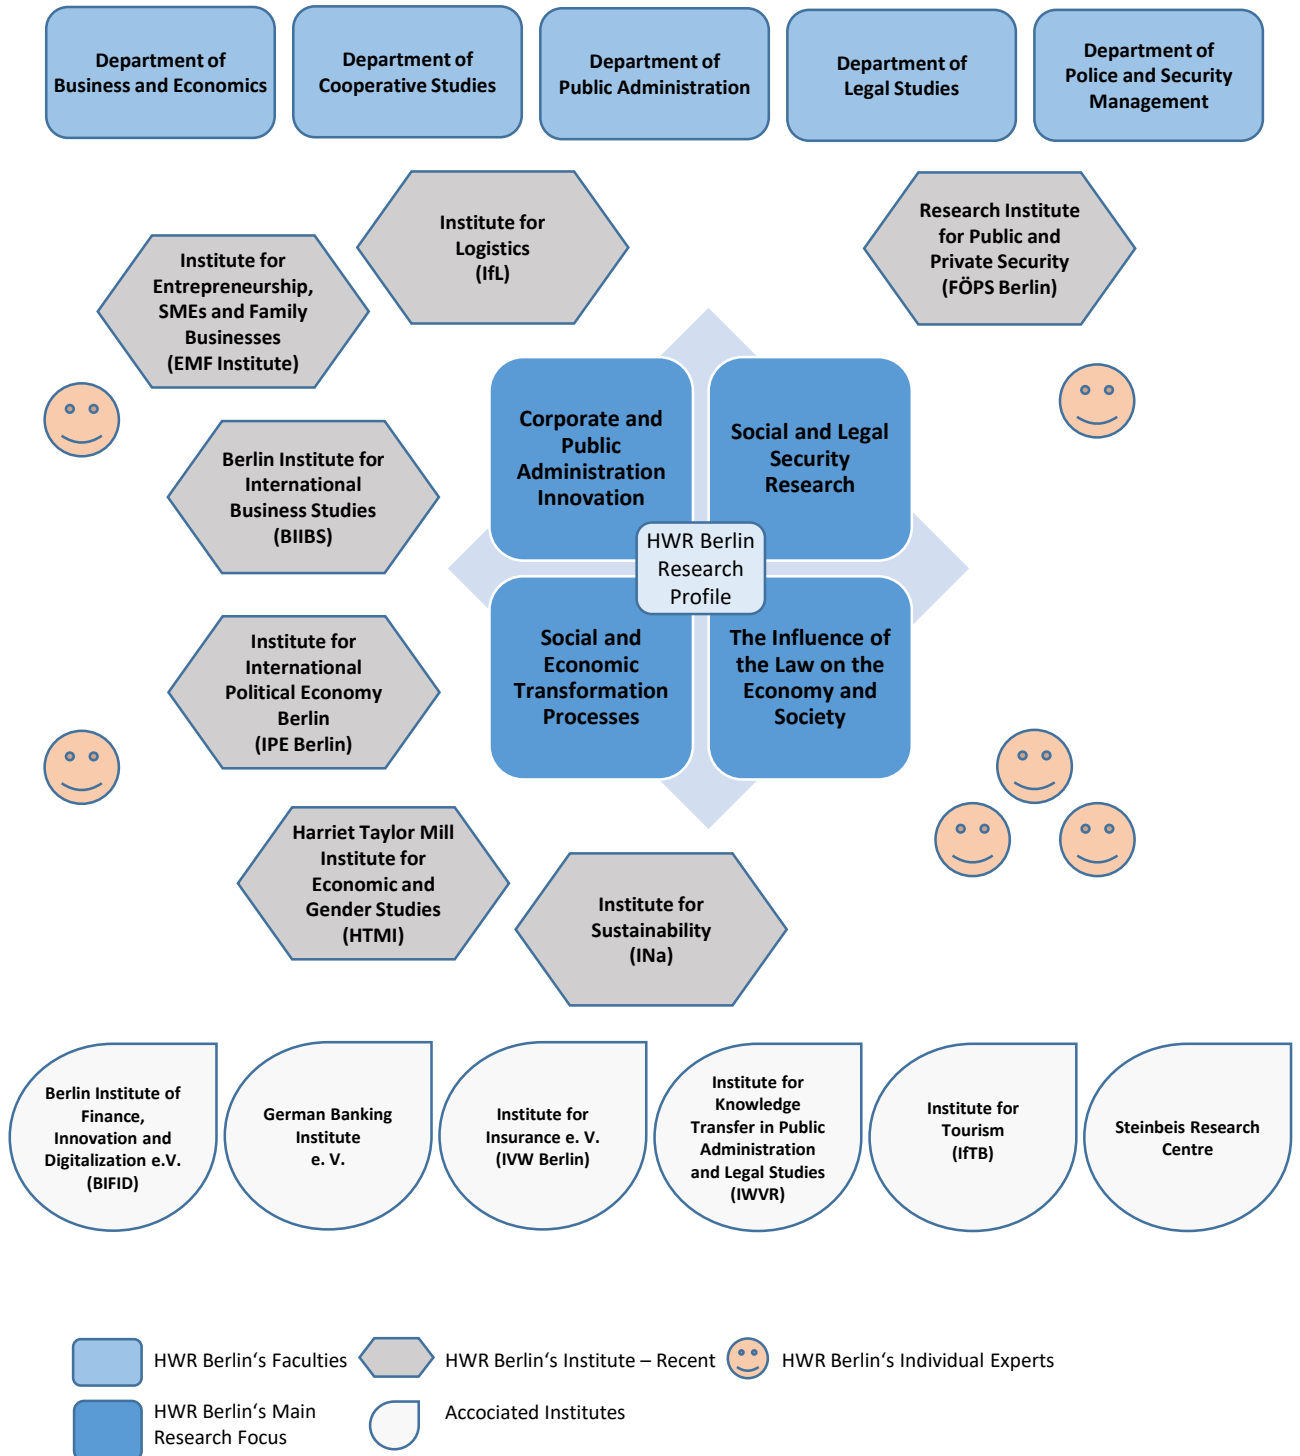 Department of
Business and Economics
Department of
Cooperative Studies
Department of
Public Administration
Department of
Legal Studies
Department of
Police and Security
Management
Institute for
Logistics
(IfL)
Research Institute
for Public and
Private Security
(FÖPS Berlin)
Institute for
Entrepreneurship,
SMEs and Family
Businesses
(EMF Institute)
Corporate and
Public
Administration
Innovation
Social and Legal
Security
Research
Berlin Institute for
International
Business Studies
(BIIBS)
HWR Berlin
Research
Profile
Institute for
International
Political Economy
Berlin
(IPE Berlin)
Social and
Economic
Transformation
Processes
The Influence of
the Law on the
Economy and
Society
Harriet Taylor Mill
Institute for
Economic and
Gender Studies
(HTMI)
Institute for
Sustainability
(INa)
Berlin Institute of
Finance,
Innovation and
Digitalization e.V.
(BIFID)
German Banking
Institute
e. V.
Institute for
Insurance e. V.
(IVW Berlin)
Institute for
Knowledge
Transfer in Public
Administration
and Legal Studies
(IWVR)
Institute for
Tourism
(IfTB)
Steinbeis Research
Centre
HWR Berlin‘s Faculties
HWR Berlin‘s Institute – Recent
HWR Berlin‘s Individual Experts
HWR Berlin‘s Main
Research Focus
Accociated Institutes